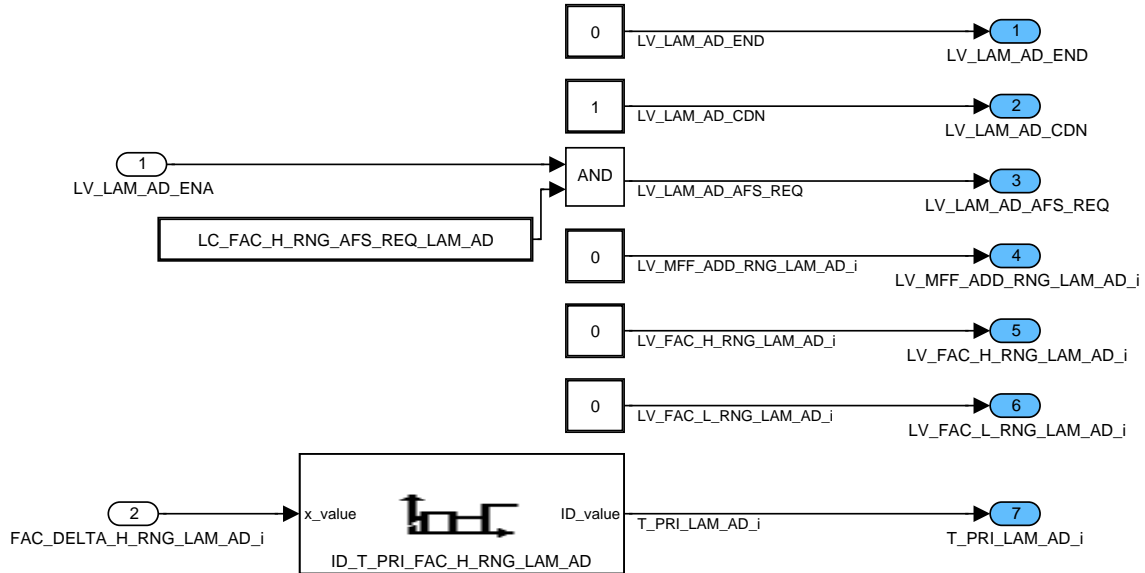 0
LV_LAM_AD_END
1
LV_LAM_AD_END
1
LV_LAM_AD_CDN
2
LV_LAM_AD_CDN
1
LV_LAM_AD_ENA
AND
LV_LAM_AD_AFS_REQ
3
LV_LAM_AD_AFS_REQ
LC_FAC_H_RNG_AFS_REQ_LAM_AD
0
LV_MFF_ADD_RNG_LAM_AD_i
4
LV_MFF_ADD_RNG_LAM_AD_i
0
LV_FAC_H_RNG_LAM_AD_i
5
LV_FAC_H_RNG_LAM_AD_i
0
LV_FAC_L_RNG_LAM_AD_i
6
LV_FAC_L_RNG_LAM_AD_i
2
FAC_DELTA_H_RNG_LAM_AD_i
x_value
ID_value
ID_T_PRI_FAC_H_RNG_LAM_AD
T_PRI_LAM_AD_i
7
T_PRI_LAM_AD_i